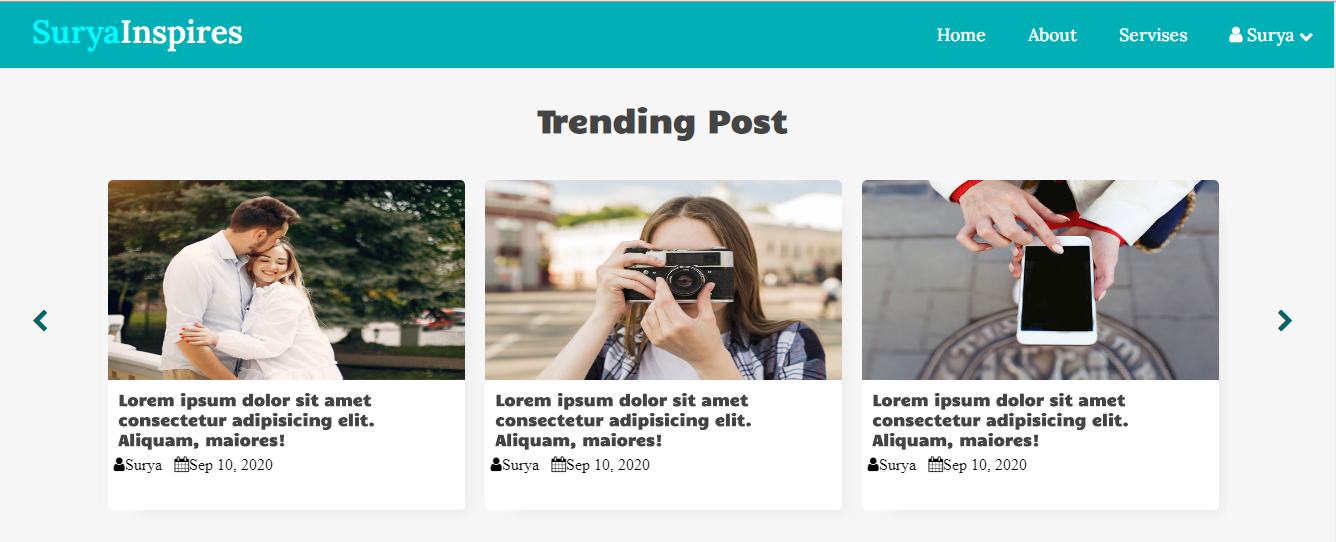 SuryaInspires
Home About Servises Surya
Trending Post
Lorem ipsum dolor sit amet
consectetur adipisicing elit.
Aliquam, maiores!
Surya Sep 10, 2020
Lorem ipsum dolor sit amet
consectetur adipisicing elit.
Aliquam, maiores!
Surya Sep 10, 2020
Lorem ipsum dolor sit amet
consectetur adipisicing elit.
Aliquam, maiores!
Surya Sep 10, 2020